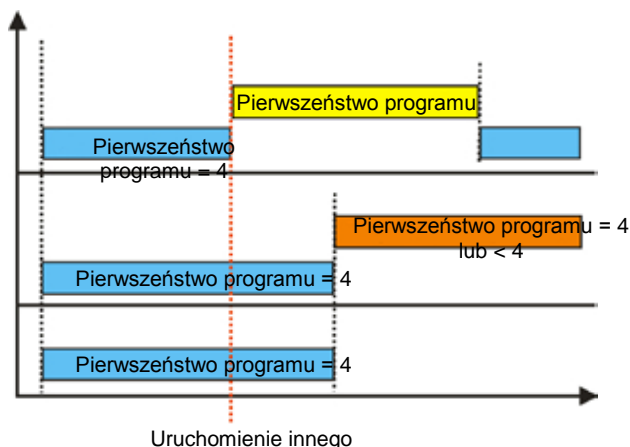 Pierwszeństwo programu
Pierwszeństwo
programu = 4
Pierwszeństwo programu = 4
lub < 4
Pierwszeństwo programu = 4
Pierwszeństwo programu = 4
Uruchomienie innego